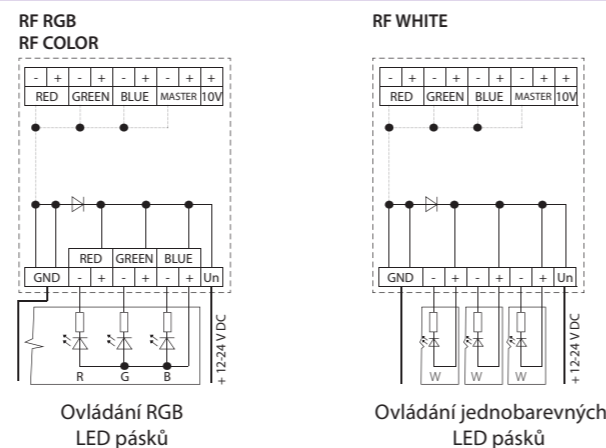 RF RGB
RF COLOR
- + - + - + - + +
RED GREEN BLUE MASTER 10V
RED GREEN BLUE
GND - + - + - + Un
R G B
+ 12-24 V DC
Ovládání RGB
LED pásků
RF WHITE
- + - + - + - + +
RED GREEN BLUE MASTER 10V
GND - + - + - + Un
W W W
+ 12-24 V DC
Ovládání jednobarevných
LED pásků